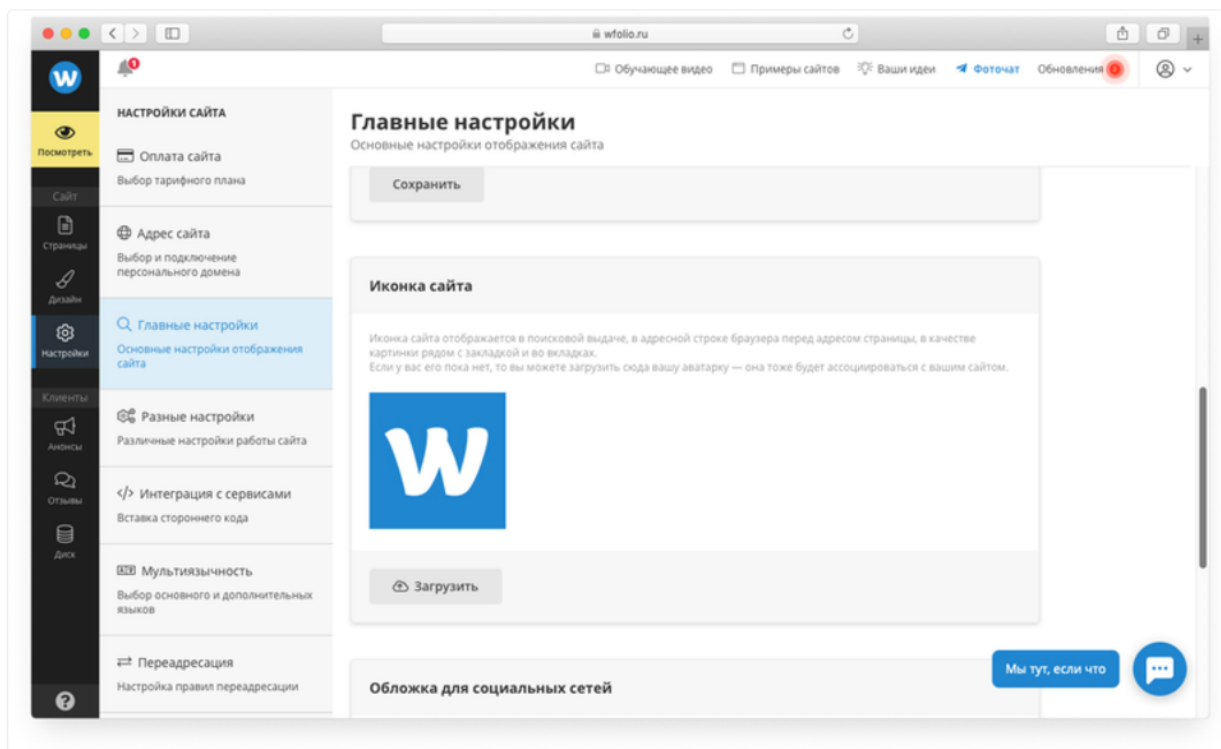 wfolio.ru
W
1
Обучающее видео
Примеры сайтов
Ваши идеи
Фоточат
Обновления
Посмотреть
Сайт
Страницы
Дизайн
Настройки
Клиенты
Анонсы
Отзывы
Диск
НАСТРОЙКИ САЙТА
Оплата сайта
Выбор тарифного плана
Адрес сайта
Выбор и подключение
персонального домена
Главные настройки
Основные настройки отображения
сайта
Разные настройки
Различные настройки работы сайта
</> Интеграция с сервисами
Вставка стороннего кода
Мультиязычность
Выбор основного и дополнительных
языков
Переадресация
Настройка правил переадресации
Главные настройки
Основные настройки отображения сайта
Сохранить
Иконка сайта
Иконка сайта отображается в поисковой выдаче, в адресной строке браузера перед адресом страницы, в качестве
картинки рядом с закладкой и во вкладках.
Если у вас его пока нет, то вы можете загрузить сюда вашу аватарку — она тоже будет ассоциироваться с вашим сайтом.
W
Загрузить
Обложка для социальных сетей
Мы тут, если что